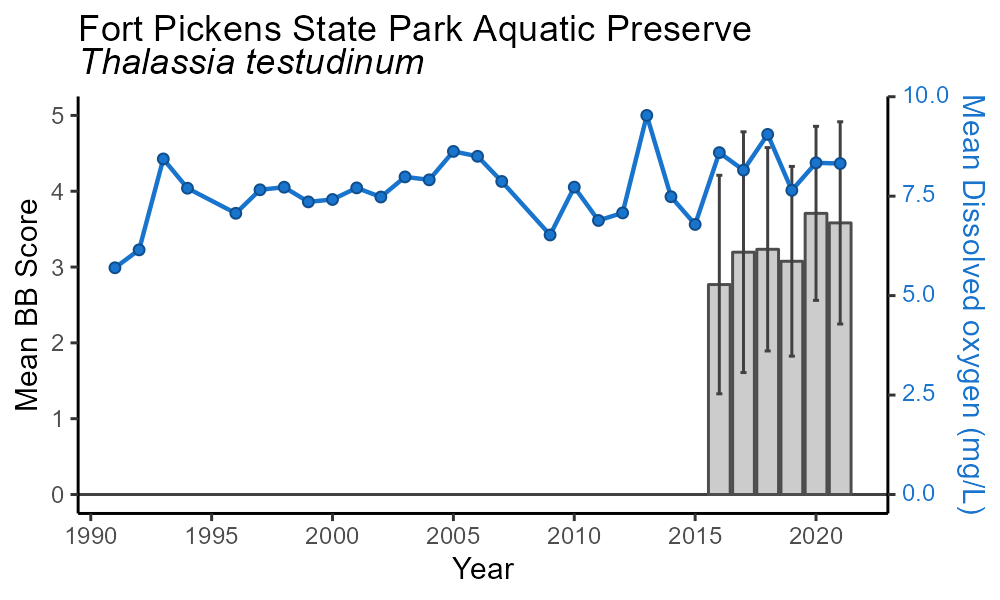 Fort Pickens State Park Aquatic Preserve
Thalassia testudinum
Mean BB Score
5
4
3
2
1
0
10.0
7.5
5.0
2.5
0.0
Mean Dissolved oxygen (mg/L)
1990 1995 2000 2005 2010 2015 2020
Year